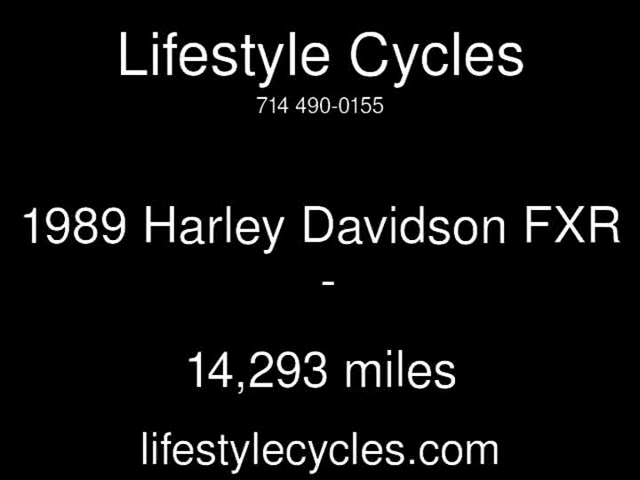 Lifestyle Cycles
714 490-0155
1989 Harley Davidson FXR
-
14,293 miles
lifestylecycles.com